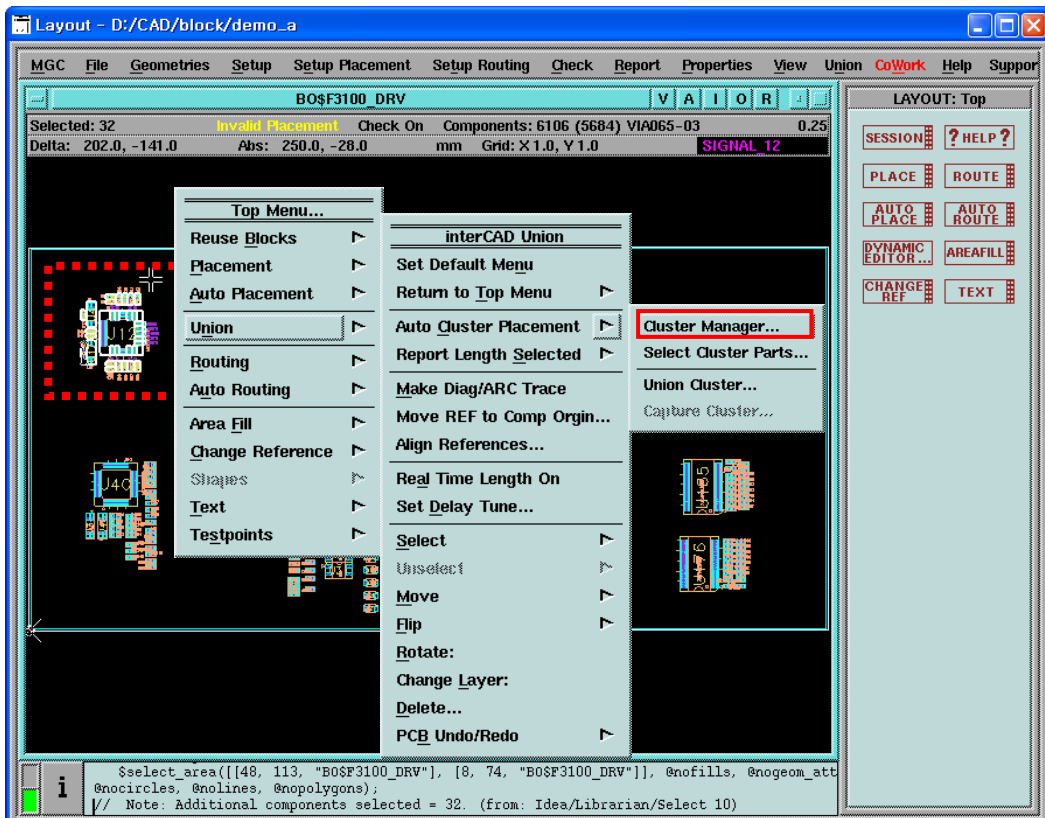 Layout - D:/CAD/block/demo_a
MGC File Geometries Setup Setup Placement Setup Routing Check Report Properties View Union CoWork Help Suppor
BO$F3100_DRV V A I O R
LAYOUT: Top
Selected: 32 Invalid Placement Check On Components: 6106 (5684) VIA065-03 0.25
Delta: 202.0, -141.0 Abs: 250.0, -28.0 mm Grid: X 1.0, Y 1.0 SIGNAL_12
SESSION ? HELP ?
PLACE ROUTE
AUTO PLACE AUTO ROUTE
DYNAMIC EDITOR... AREAFILL
CHANGE REF TEXT
Top Menu...
Reuse Blocks
Placement
Auto Placement
Union
Routing
Auto Routing
Area Fill
Change Reference
Shapes
Text
Testpoints
interCAD Union
Set Default Menu
Return to Top Menu
Auto Cluster Placement
Report Length Selected
Make Diag/ARC Trace
Move REF to Comp Orgin...
Align References...
Real Time Length On
Set Delay Tune...
Select
Unselect
Move
Flip
Rotate:
Change Layer:
Delete...
PCB Undo/Redo
Cluster Manager...
Select Cluster Parts...
Union Cluster...
Capture Cluster...
J12
J40
i
$select_area([[48, 113, "BO$F3100_DRV"], [8, 74, "BO$F3100_DRV"]], @nofills, @nogeom_att
@nocircles, @nolines, @nopolygons);
// Note: Additional components selected = 32. (from: Idea/Librarian/Select 10)